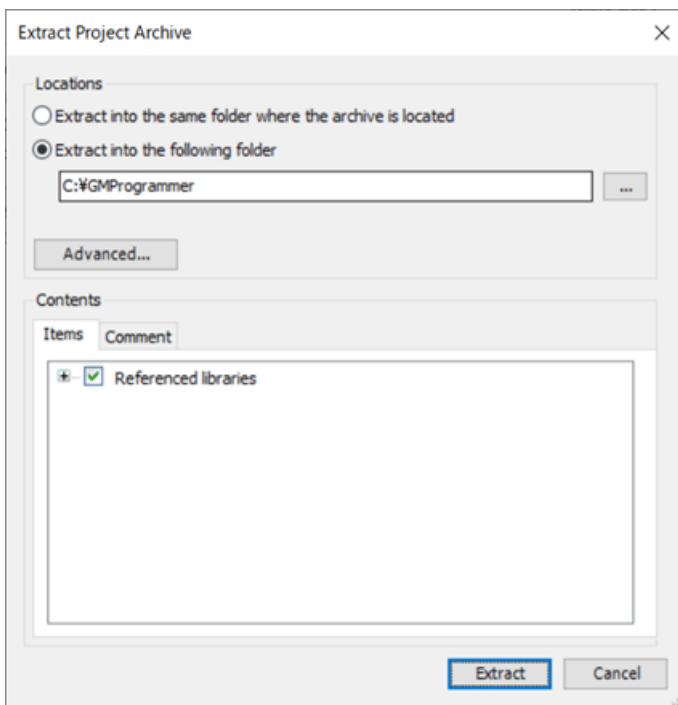 Extract Project Archive
Locations
Extract into the same folder where the archive is located
Extract into the following folder
C:¥GMProgrammer
...
Advanced...
Contents
Items Comment
Referenced libraries
Extract Cancel